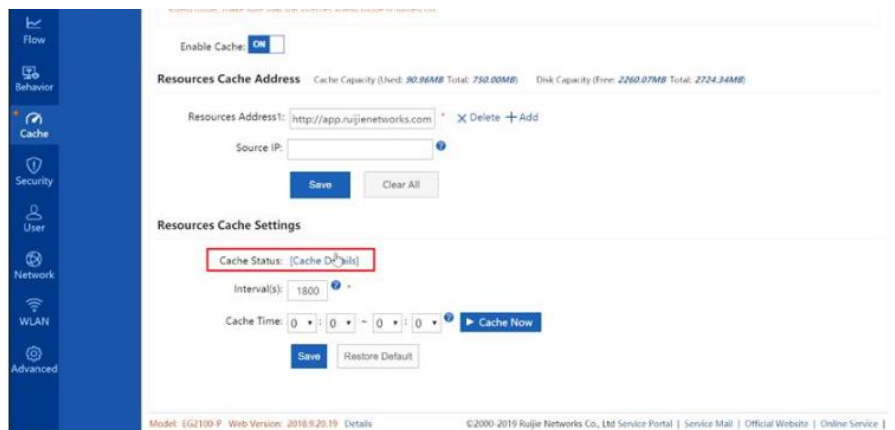 Flow
Enable Cache: ON
Behavior
Resources Cache Address Cache Capacity (Used: 90.96MB Total: 750.00MB) Disk Capacity (Free: 2260.07MB Total: 2724.34MB)
Cache
Resources Address1: http://app.ruijienetworks.com * Delete Add
Source IP:
Security
Save Clear All
User
Resources Cache Settings
Network
Cache Status: [Cache Details]
Interval(s): 1800 *
WLAN
Cache Time: 0 : 0 ~ 0 : 0 Cache Now
Advanced
Save Restore Default
Model: EG2100-P Web Version: 2018.9.20.19 Details ©2000-2019 Ruijie Networks Co., Ltd Service Portal | Service Mail | Official Website | Online Service |